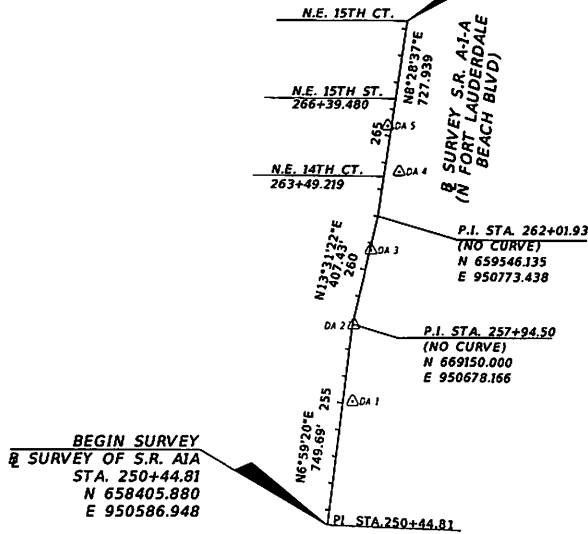 N.E. 15TH CT.
N8°28'37"E
727.939
B SURVEY S.R. A-1-A
(N FORT LAUDERDALE
BEACH BLVD)
N.E. 15TH ST.
266+39.480
265
DA 5
N.E. 14TH CT.
263+49.219
DA 4
P.I. STA. 262+01.93
(NO CURVE)
N 659546.135
E 950773.438
N13°31'22"E
407.43'
260
DA 3
DA 2
P.I. STA. 257+94.50
(NO CURVE)
N 669150.000
E 950678.166
N6°59'20"E
749.69'
255
DA 1
BEGIN SURVEY
B SURVEY OF S.R. A1A
STA. 250+44.81
N 658405.880
E 950586.948
PI STA.250+44.81